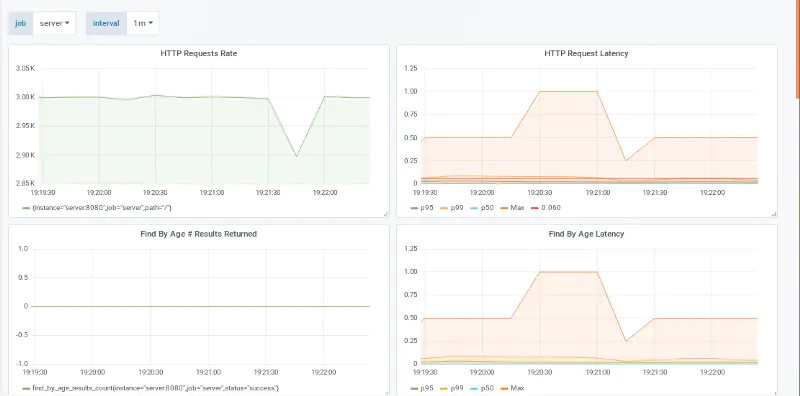 job server interval 1m
HTTP Requests Rate
3.05 K
3.00 K
2.95 K
2.90 K
2.85 K
19:19:30 19:20:00 19:20:30 19:21:00 19:21:30 19:22:00
{instance="server:8080",job="server",path="/"}
HTTP Request Latency
1.25
1.00
0.75
0.50
0.25
0
19:19:30 19:20:00 19:20:30 19:21:00 19:21:30 19:22:00
p95 p99 p50 Max 0.060
Find By Age # Results Returned
1.0
0.5
0
-0.5
-1.0
19:19:30 19:20:00 19:20:30 19:21:00 19:21:30 19:22:00
find_by_age_results_count{instance="server:8080",job="server",status="success"}
Find By Age Latency
1.25
1.00
0.75
0.50
0.25
0
19:19:30 19:20:00 19:20:30 19:21:00 19:21:30 19:22:00
p95 p99 p50 Max